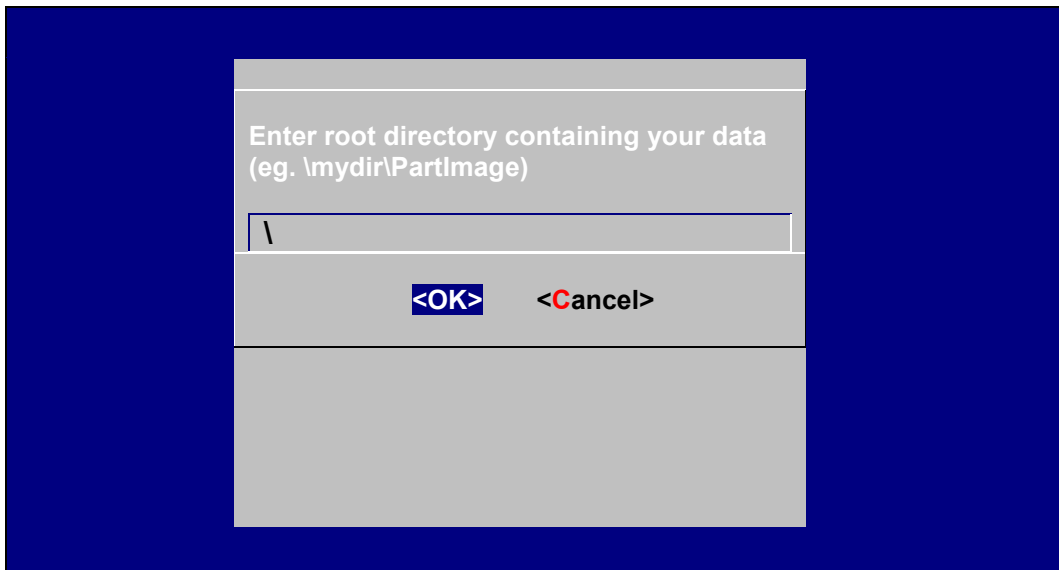 Enter root directory containing your data
(eg. \mydir\PartImage)
\
<OK> <Cancel>